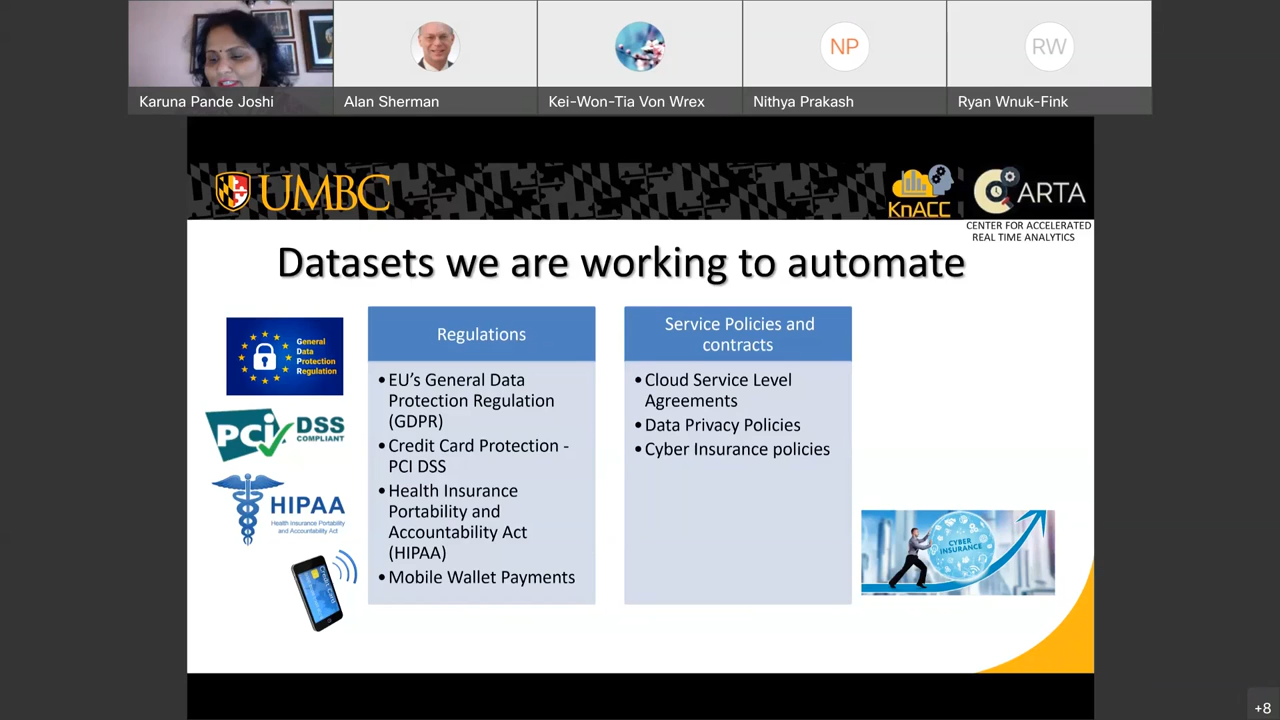 Karuna Pande Joshi
Alan Sherman
Kei-Won-Tia Von Wrex
NP
Nithya Prakash
RW
Ryan Wnuk-Fink
UMBC
KnACC
CARTA
CENTER FOR ACCELERATED
REAL TIME ANALYTICS
Datasets we are working to automate
General
Data
Protection
Regulation
PCI DSS
COMPLIANT
HIPAA
Health Insurance Portability
and Accountability Act
Credit Card
Regulations
•EU’s General Data
Protection Regulation
(GDPR)
•Credit Card Protection -
PCI DSS
•Health Insurance
Portability and
Accountability Act
(HIPAA)
•Mobile Wallet Payments
Service Policies and
contracts
•Cloud Service Level
Agreements
•Data Privacy Policies
•Cyber Insurance policies
CYBER
INSURANCE
+8